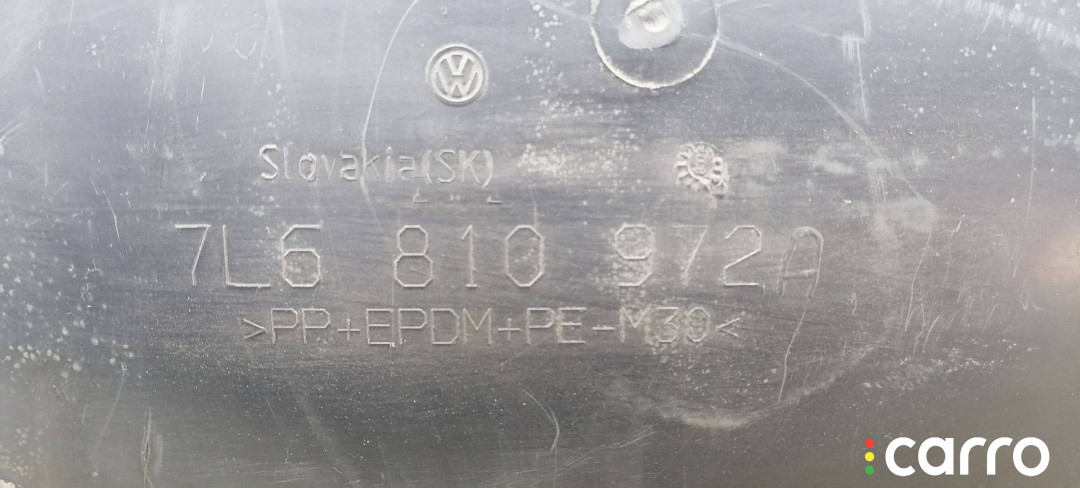 Slovakia(SK)
7L6 810 972A
>PP+EPDM+PE-M30<
carro